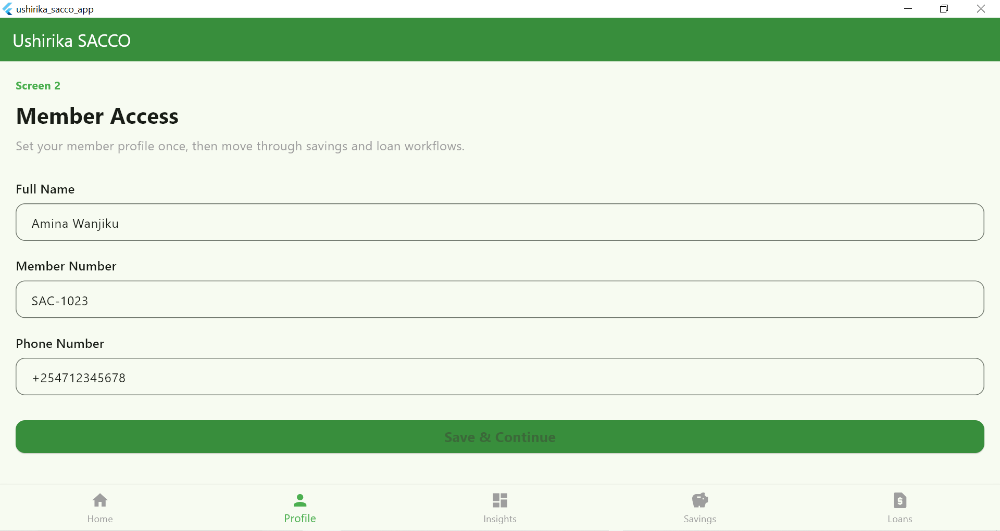 ushirika_sacco_app
Ushirika SACCO
Screen 2
Member Access
Set your member profile once, then move through savings and loan workflows.
Full Name
Amina Wanjiku
Member Number
SAC-1023
Phone Number
+254712345678
Save & Continue
Home
Profile
Insights
Savings
Loans